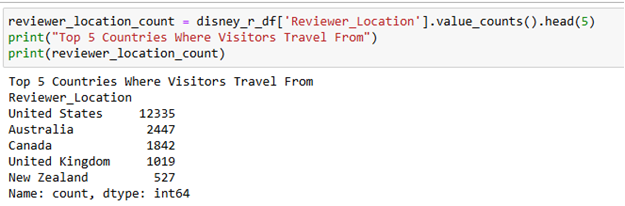 reviewer_location_count = disney_r_df['Reviewer_Location'].value_counts().head(5)
print("Top 5 Countries Where Visitors Travel From")
print(reviewer_location_count)
Top 5 Countries Where Visitors Travel From
Reviewer_Location
United States     12335
Australia          2447
Canada             1842
United Kingdom     1019
New Zealand         527
Name: count, dtype: int64